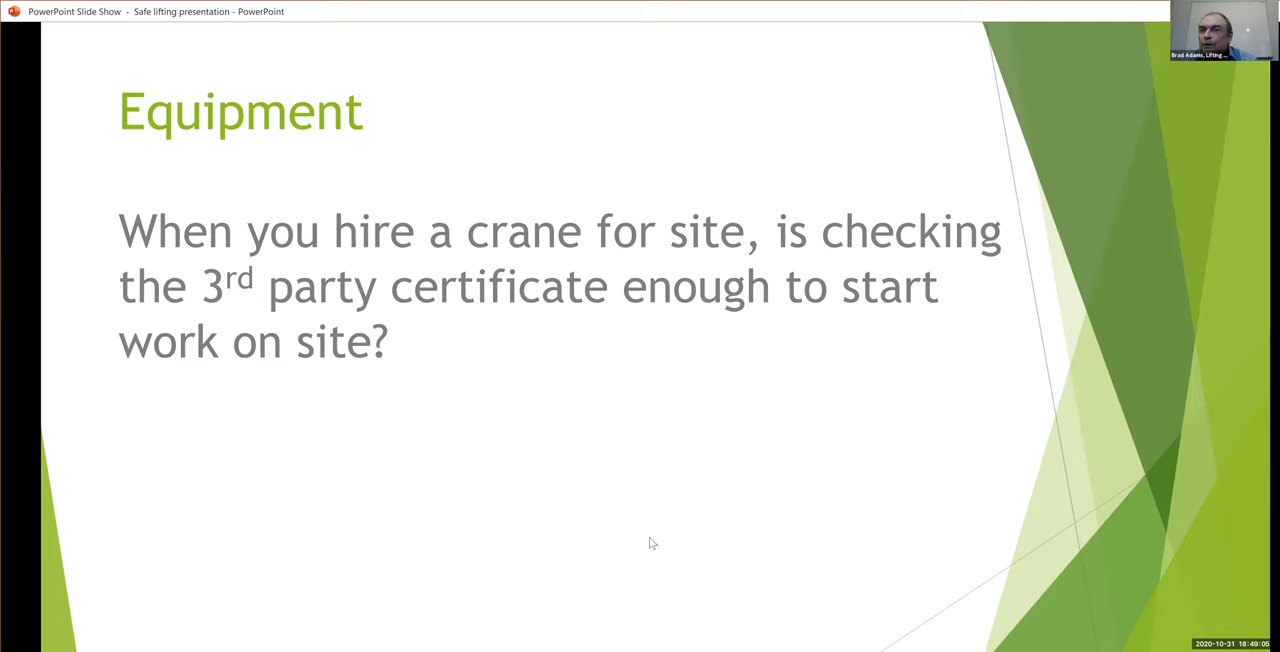 PowerPoint Slide Show - Safe lifting presentation - PowerPoint
Brad Adams, Lifting ...
Equipment
When you hire a crane for site, is checking
the 3rd party certificate enough to start
work on site?
2020-10-31 18:49:05